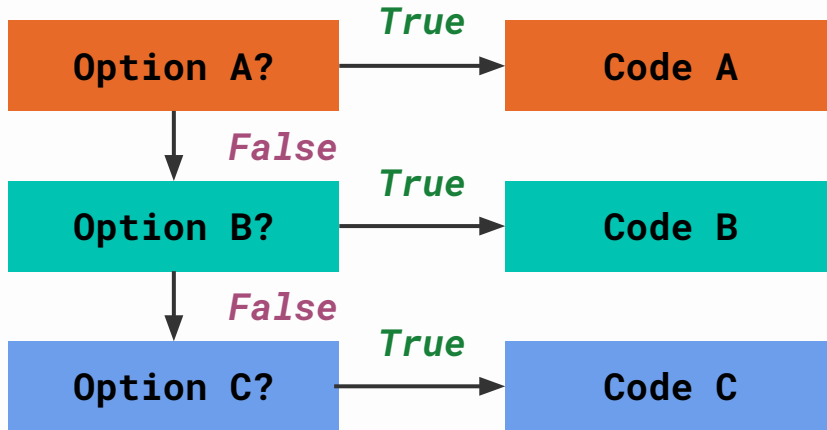 True
Option A?
Code A
False
True
Option B?
Code B
False
True
Option C?
Code C